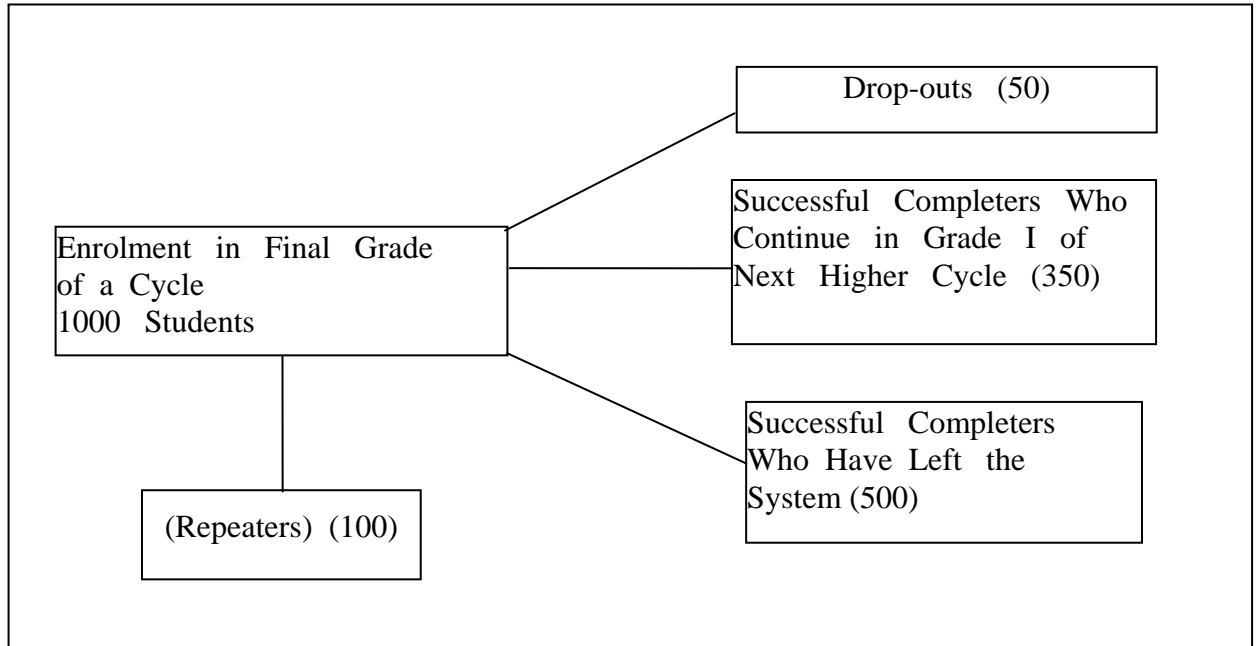 Drop-outs (50)
Successful Completers Who
Continue in Grade I of
Next Higher Cycle (350)
Enrolment in Final Grade
of a Cycle
1000 Students
Successful Completers
Who Have Left the
System (500)
(Repeaters) (100)